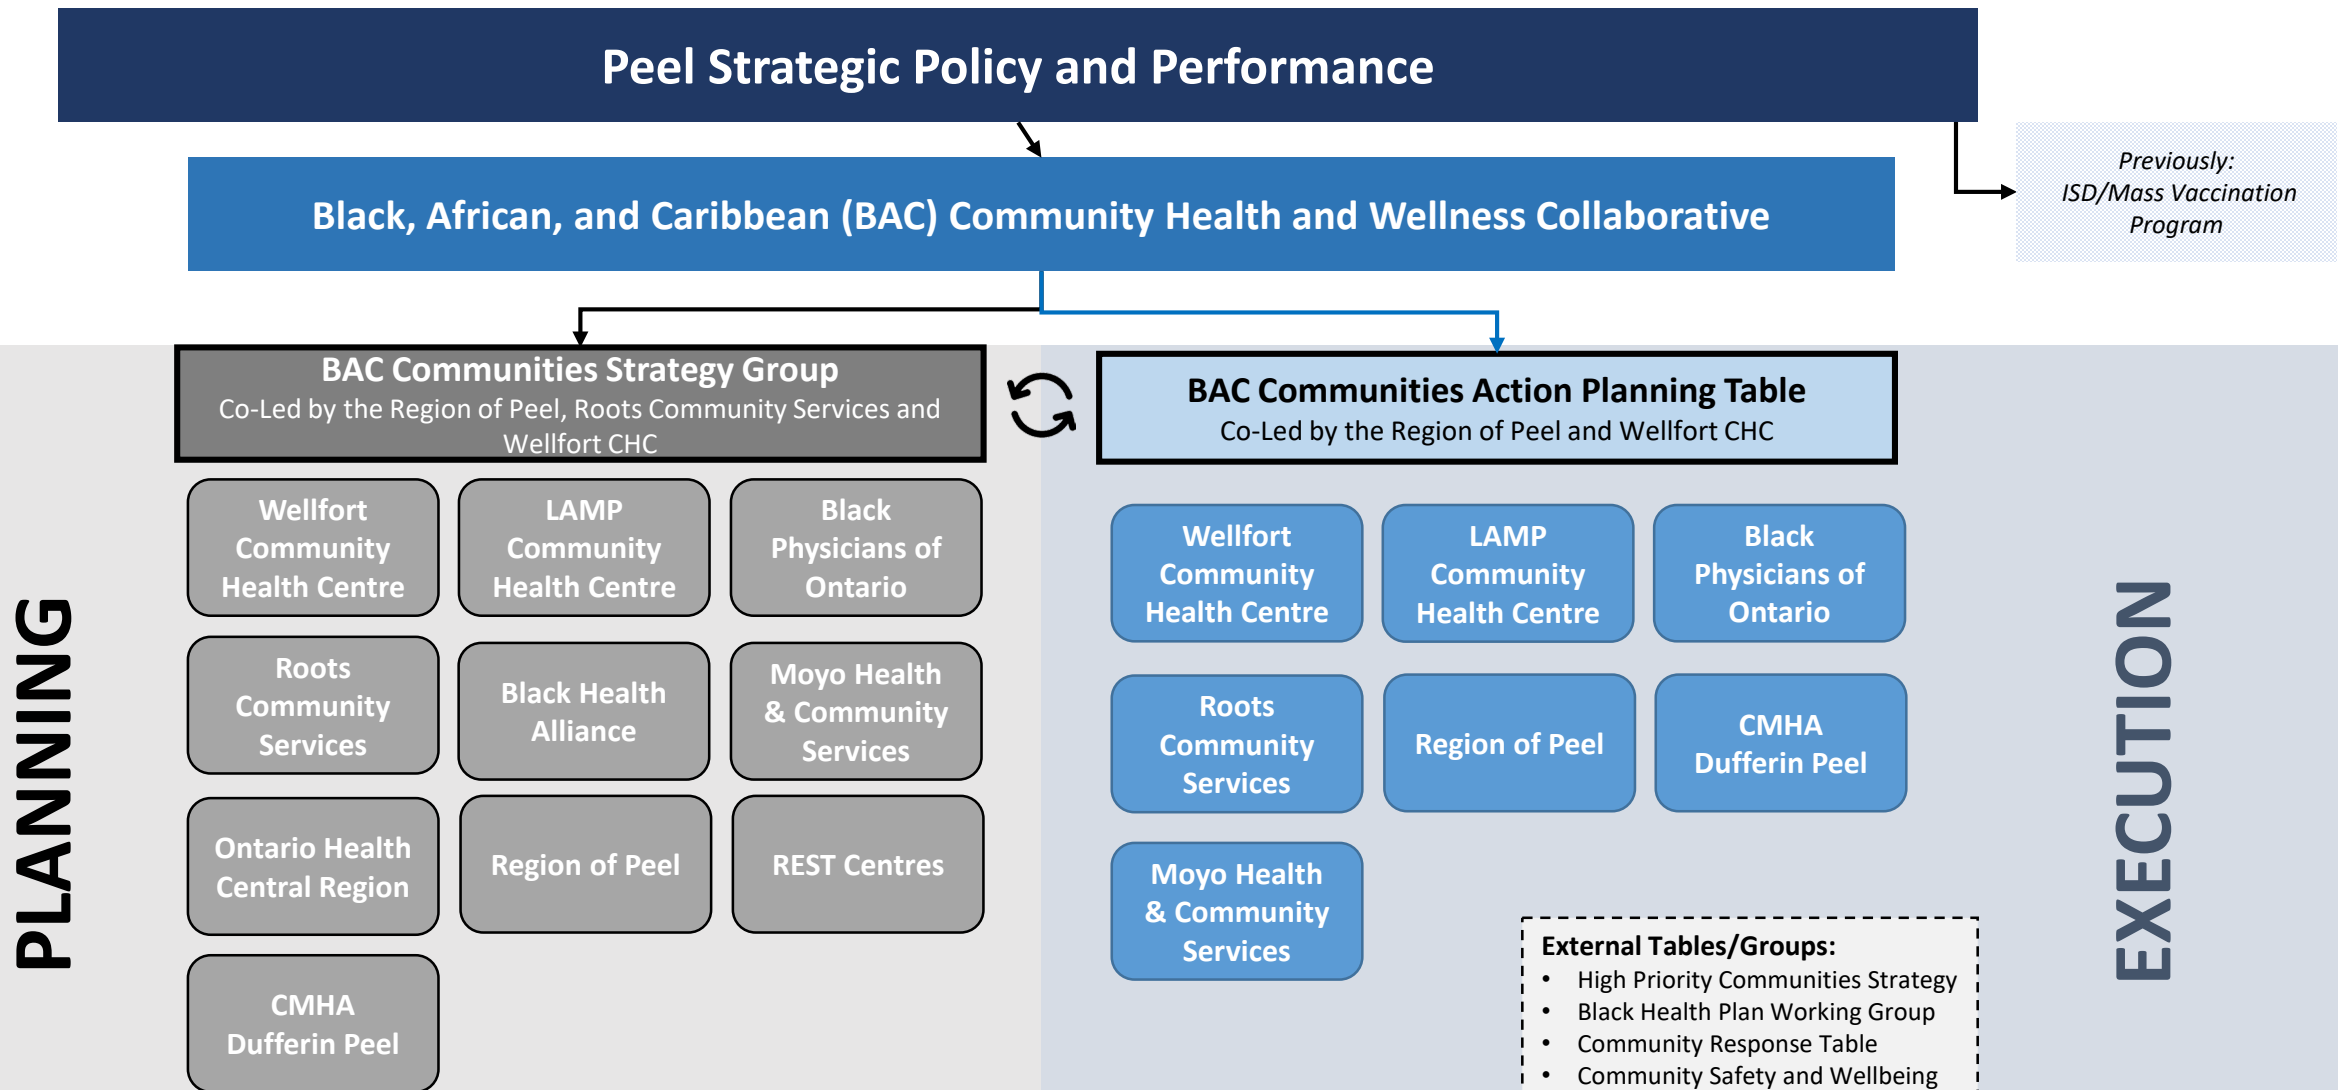 Peel Strategic Policy and Performance
Previously:
ISD/Mass Vaccination
Program
Black, African, and Caribbean (BAC) Community Health and Wellness Collaborative
PLANNING
BAC Communities Strategy Group
Co-Led by the Region of Peel, Roots Community Services and
Wellfort CHC
Wellfort
Community
Health Centre
LAMP
Community
Health Centre
Black
Physicians of
Ontario
Roots
Community
Services
Black Health
Alliance
Moyo Health
& Community
Services
Ontario Health
Central Region
Region of Peel
REST Centres
CMHA
Dufferin Peel
BAC Communities Action Planning Table
Co-Led by the Region of Peel and Wellfort CHC
Wellfort
Community
Health Centre
LAMP
Community
Health Centre
Black
Physicians of
Ontario
Roots
Community
Services
Region of Peel
CMHA
Dufferin Peel
Moyo Health
& Community
Services
External Tables/Groups:
• High Priority Communities Strategy
• Black Health Plan Working Group
• Community Response Table
• Community Safety and Wellbeing
EXECUTION